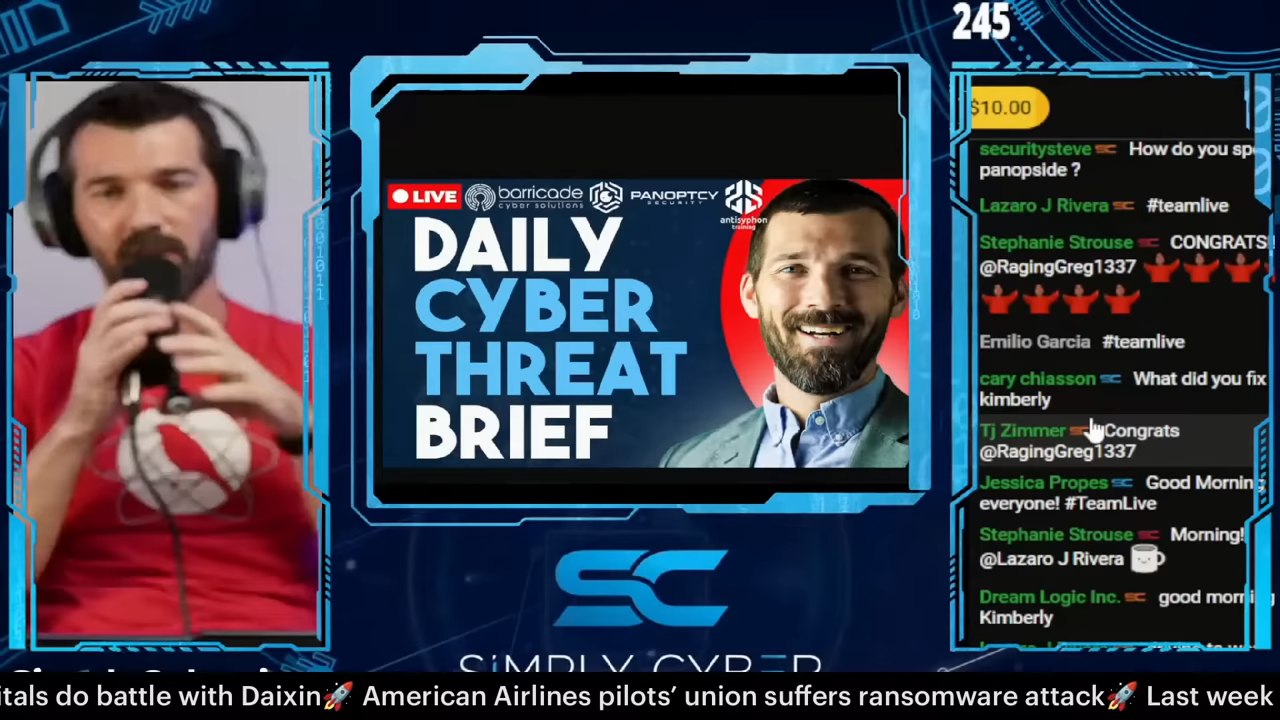 245
$10.00
securitysteve How do you spe
panopside ?
Lazaro J Rivera #teamlive
Stephanie Strouse CONGRATS!
@RagingGreg1337
Emilio Garcia #teamlive
cary chiasson What did you fix
kimberly
Tj Zimmer Congrats
@RagingGreg1337
Jessica Propes Good Morning
everyone! #TeamLive
Stephanie Strouse Morning!
@Lazaro J Rivera
Dream Logic Inc. good morning
Kimberly
LIVE
barricade
cyber solutions
PANOPTCY
SECURITY
antisyphon
training
DAILY
CYBER
THREAT
BRIEF
SC
SIMPLY CYBER
itals do battle with Daixin🚀 American Airlines pilots’ union suffers ransomware attack🚀 Last week